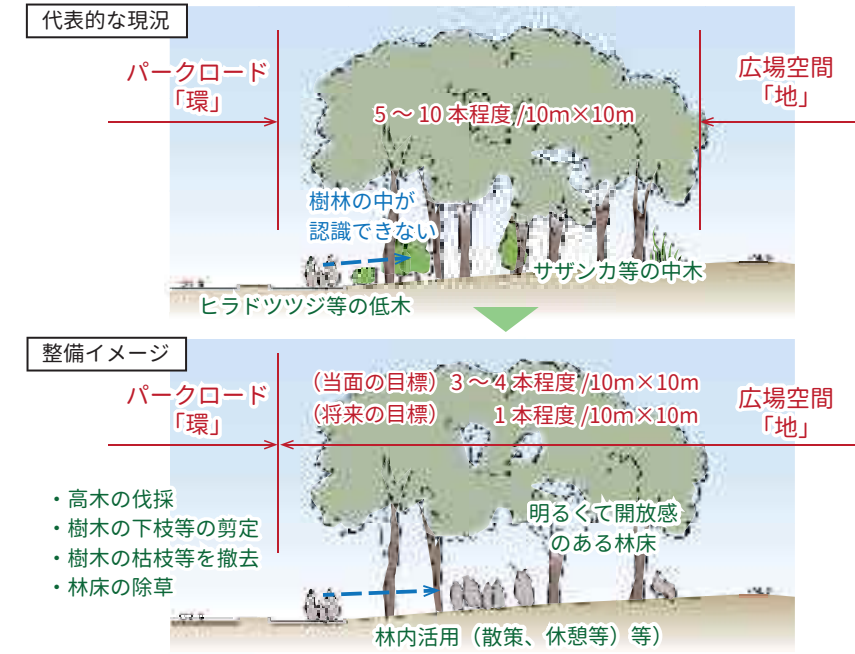 代表的な現況
パークロード
「環」
広場空間
「地」
5〜10本程度/10m×10m
樹林の中が
認識できない
サザシカ等の中木
ヒラドツツジ等の低木
整備イメージ
パークロード
「環」
(当面の目標)3〜4本程度/10m×10m
(将来の目標) 1本程度/10m×10m
広場空間
「地」
・高木の伐採
・樹木の下枝等の剪定
・樹木の枯枝等を撤去
・林床の除草
明るくて開放感
のある林床
林内活用(散策、休憩等)等)